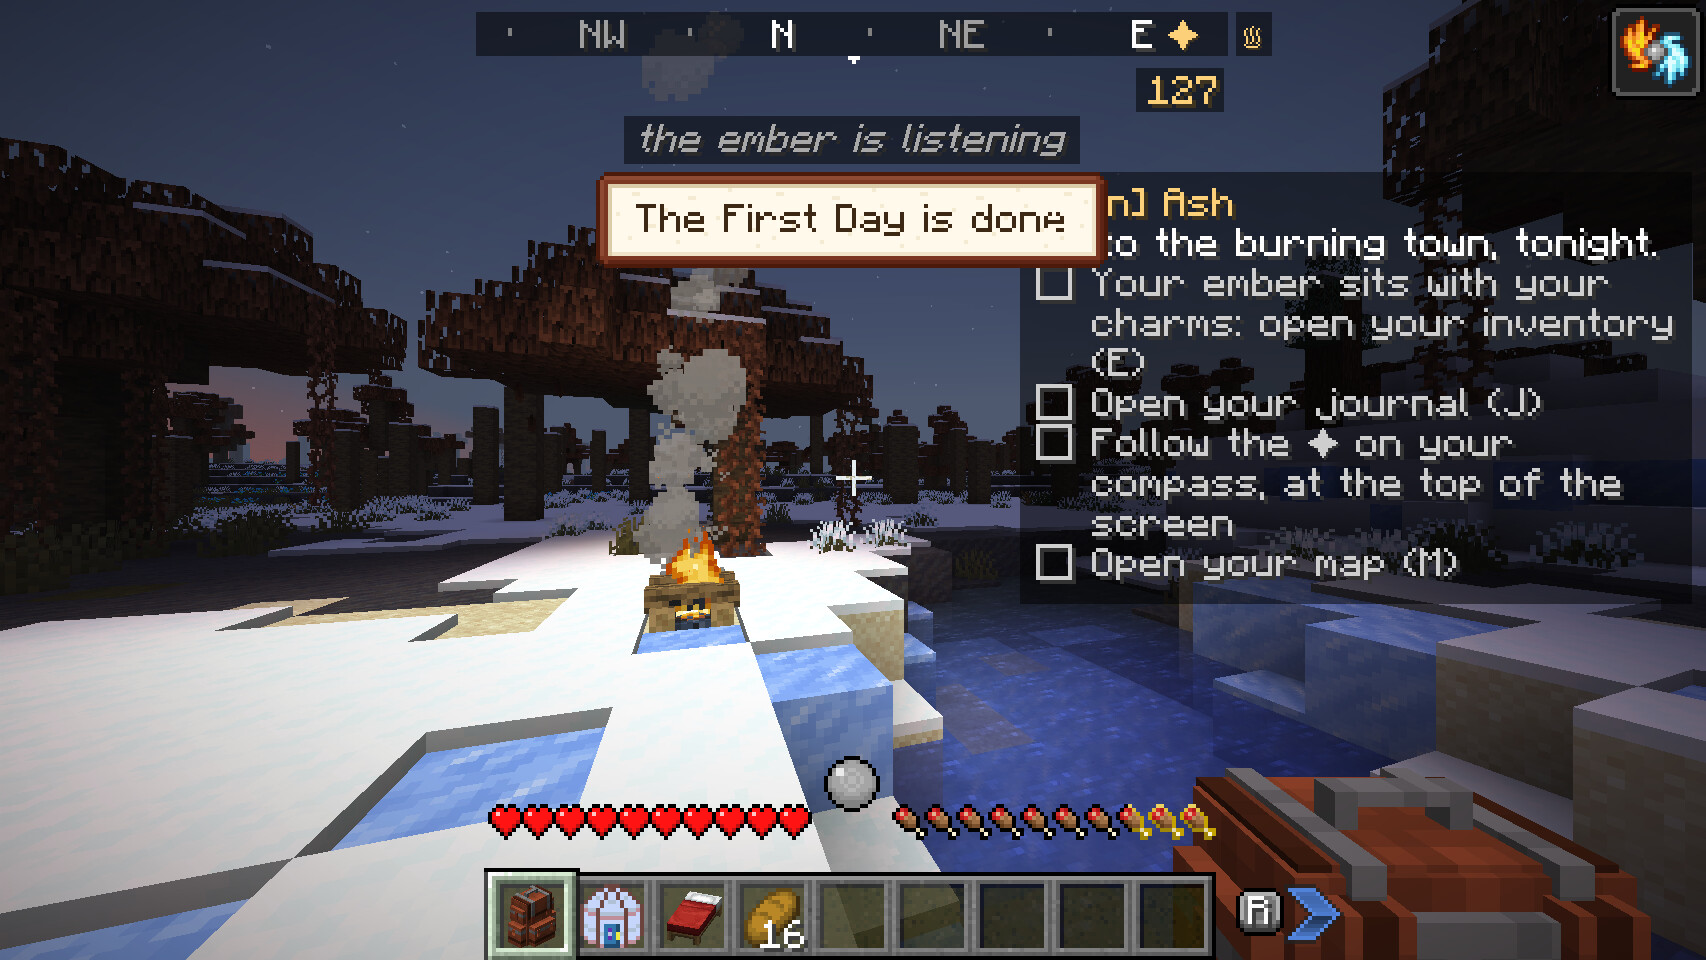 NW N NE E
127
the ember is listening
The First Day is done
n] Ash
to the burning town, tonight.
Your ember sits with your
charms: open your inventory
(E)
Open your journal (J)
Follow the ✦ on your
compass, at the top of the
screen
Open your map (M)
16
R